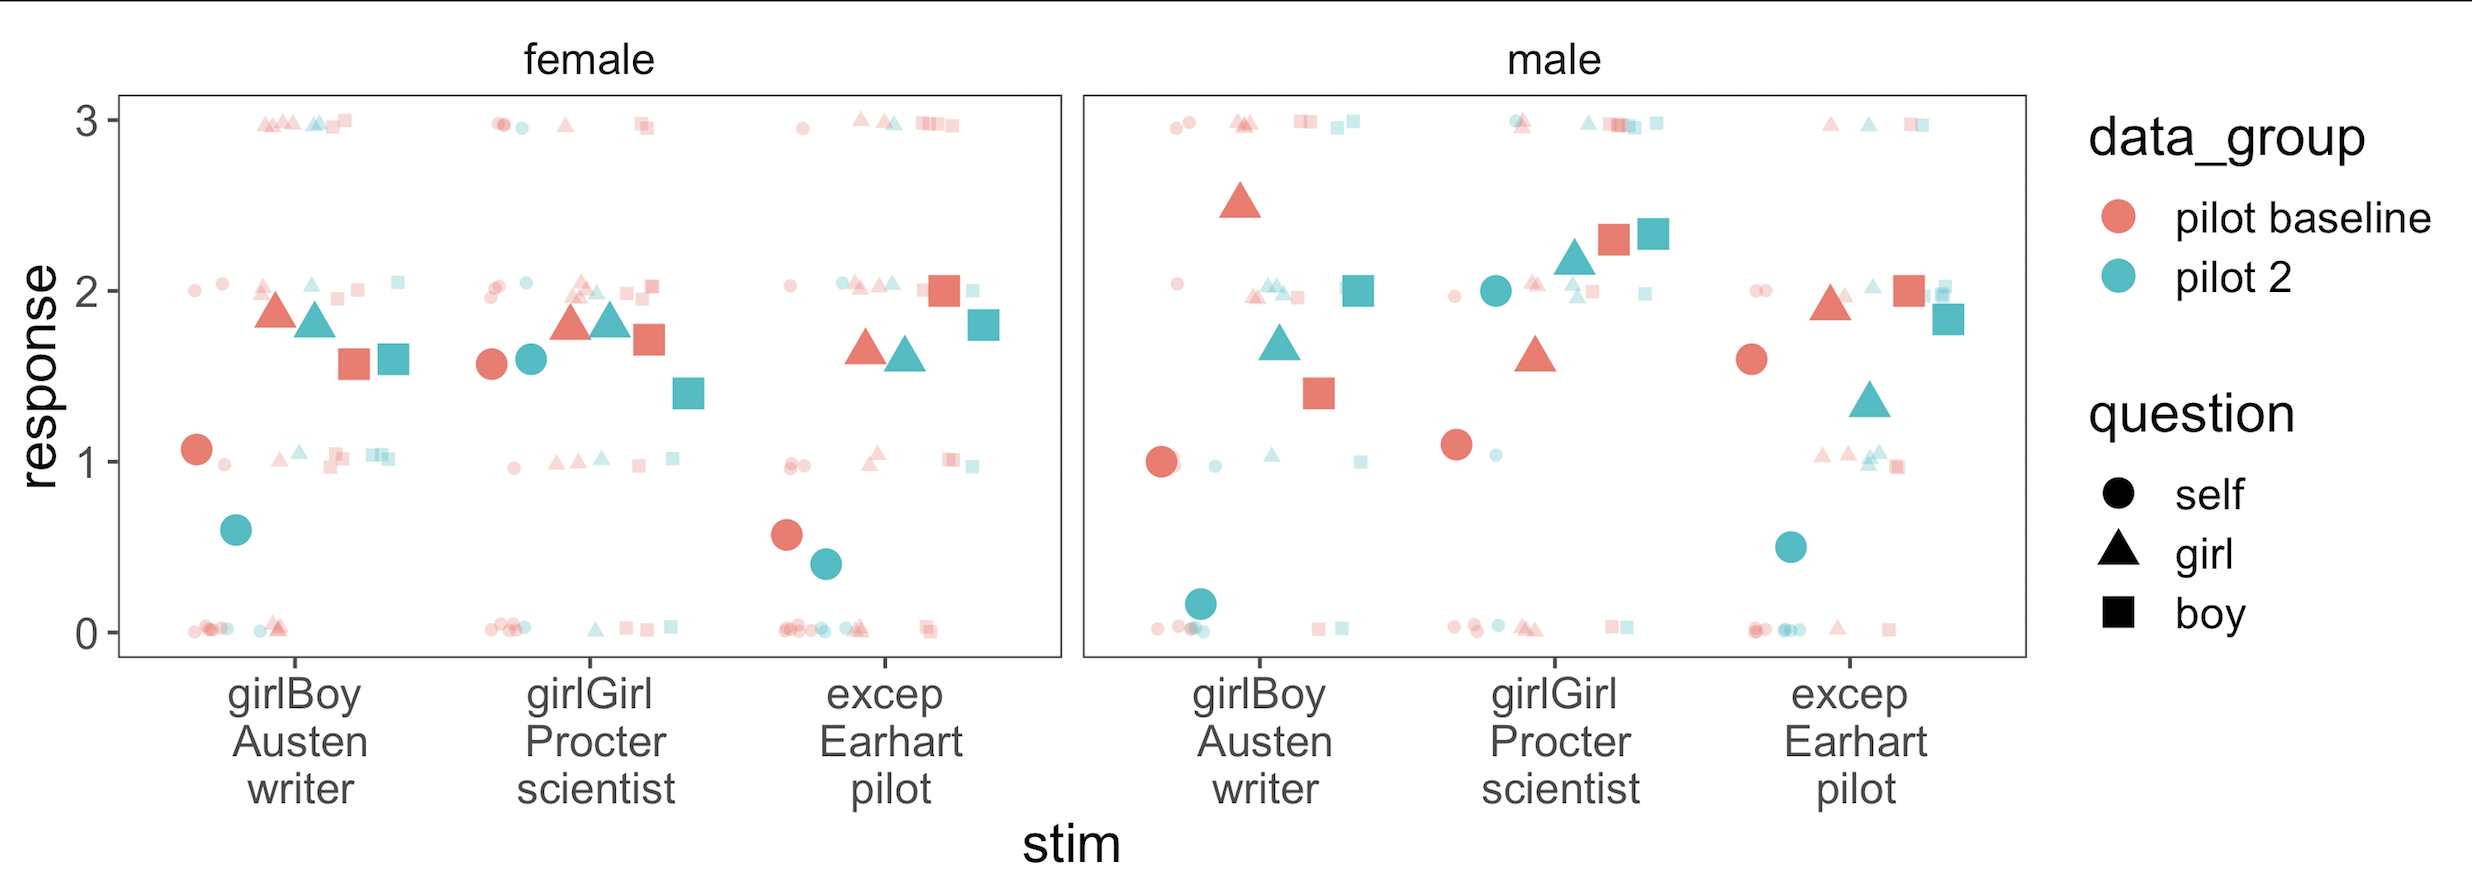 female
male
3
2
1
0
response
girlBoy
Austen
writer
girlGirl
Procter
scientist
excep
Earhart
pilot
girlBoy
Austen
writer
girlGirl
Procter
scientist
excep
Earhart
pilot
stim
data_group
pilot baseline
pilot 2
question
self
girl
boy